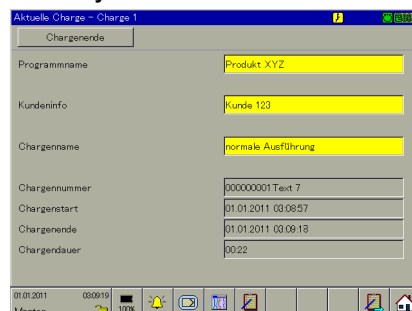 Aktuelle Charge - Charge 1
Chargenende
Programmname Produkt XYZ
Kundeninfo Kunde 123
Chargenname normale Ausführung
Chargennummer 000000001 Text 7
Chargenstart 01.01.2011 03:08:57
Chargenende 01.01.2011 03:09:18
Chargendauer 00:22
01.01.2011 03:09:19
100%